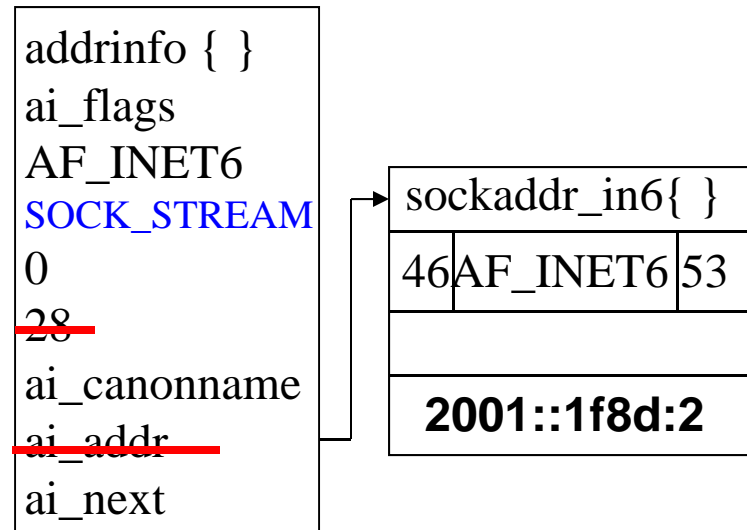 addrinfo { }
ai_flags
AF_INET6
SOCK_STREAM
0
28
ai_canonname
ai_addr
ai_next
sockaddr_in6{ }
46 AF_INET6 53
2001::1f8d:2